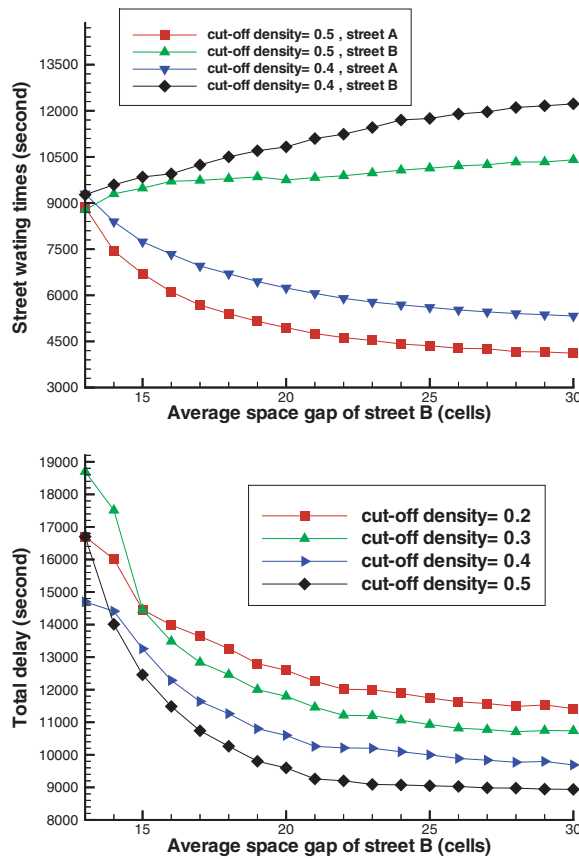 cut-off density= 0.5 , street A
cut-off density= 0.5 , street B
cut-off density= 0.4 , street A
cut-off density= 0.4 , street B
Street wating times (second)
12000
10500
9000
7500
6000
4500
3000
15
20
25
30
Average space gap of street B (cells)
Total delay (second)
19000
18000
17000
16000
15000
14000
13000
12000
11000
10000
9000
8000
cut-off density= 0.2
cut-off density= 0.3
cut-off density= 0.4
cut-off density= 0.5
15
20
25
30
Average space gap of street B (cells)